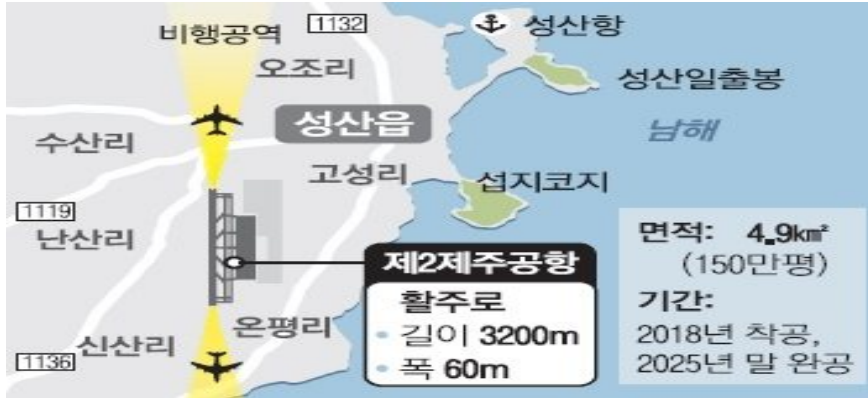 비행공역
1132
성산항
오조리
성산일출봉
성산읍
수산리
남해
고성리
섭지코지
1119
난산리
제2제주공항
활주로
• 길이 3200m
• 폭 60m
온평리
신산리
1136
면적: 4.9km²
(150만평)
기간:
2018년 착공,
2025년 말 완공